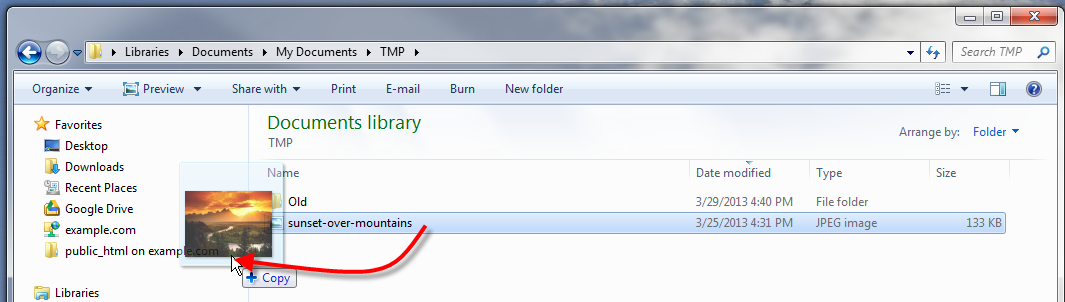 Libraries Documents My Documents TMP Search TMP
Organize Preview Share with Print E-mail Burn New folder
Favorites
Desktop
Downloads
Recent Places
Google Drive
example.com
public_html on example.com
Libraries
Documents library
TMP
Arrange by: Folder
Name Date modified Type Size
Old 3/29/2013 4:40 PM File folder
sunset-over-mountains 3/25/2013 4:31 PM JPEG image 133 KB
Copy